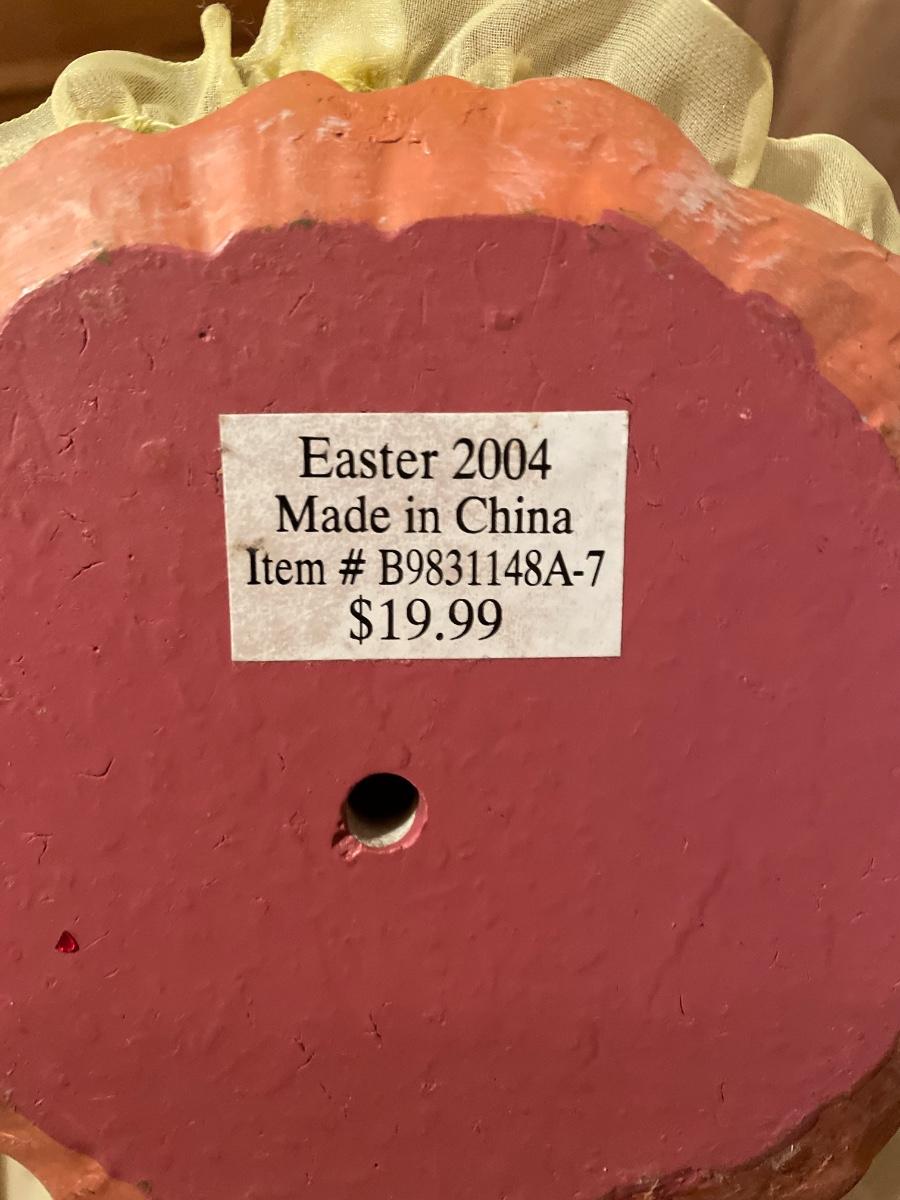 Easter 2004
Made in China
Item # B9831148A-7
$19.99